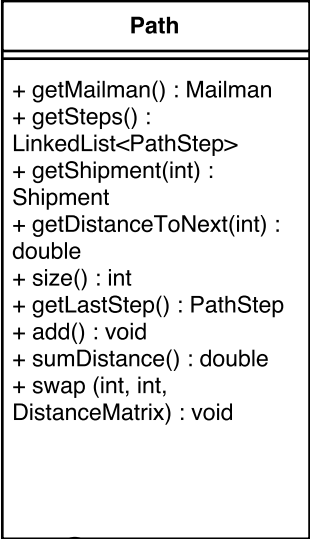 Path
+ getMailman() : Mailman
+ getSteps() :
LinkedList<PathStep>
+ getShipment(int) :
Shipment
+ getDistanceToNext(int) :
double
+ size() : int
+ getLastStep() : PathStep
+ add() : void
+ sumDistance() : double
+ swap (int, int,
DistanceMatrix) : void